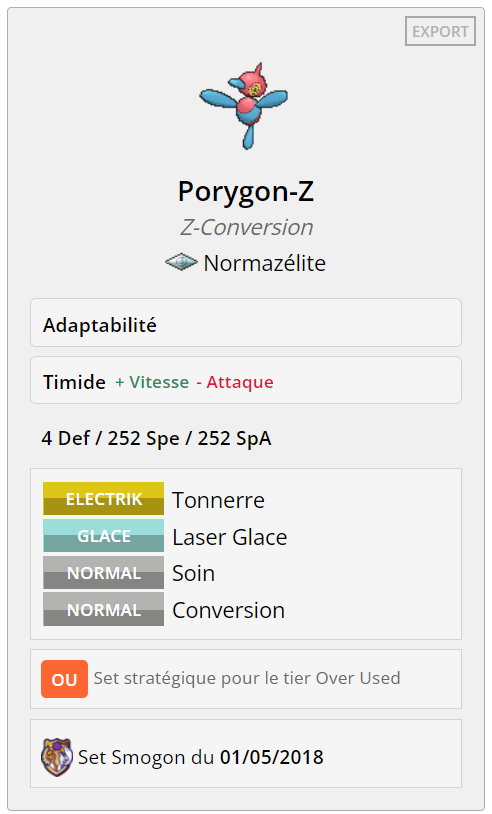 EXPORT
Porygon-Z
Z-Conversion
Normazélite
Adaptabilité
Timide + Vitesse - Attaque
4 Def / 252 Spe / 252 SpA
ELECTRIK Tonnerre
GLACE Laser Glace
NORMAL Soin
NORMAL Conversion
OU Set stratégique pour le tier Over Used
Set Smogon du 01/05/2018